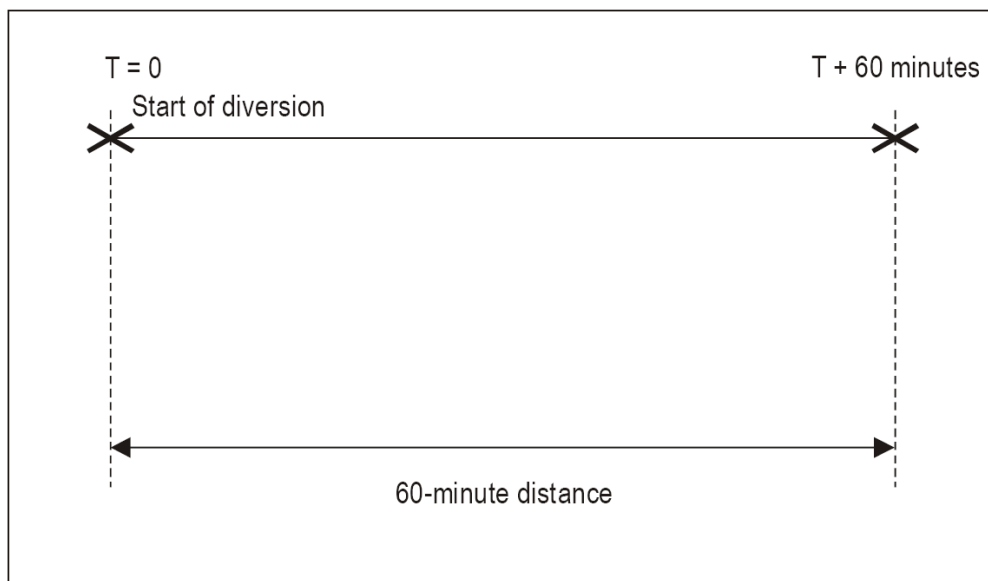 T = 0
T + 60 minutes
Start of diversion
60-minute distance